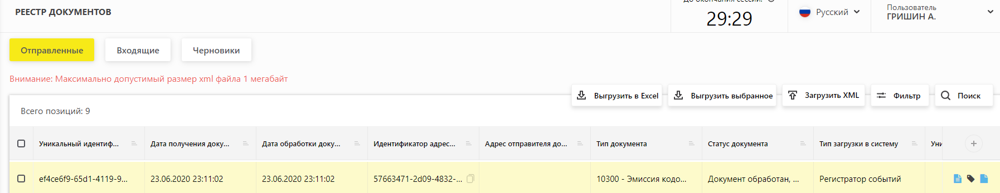 До окончания сессии:
РЕЕСТР ДОКУМЕНТОВ
29:29
Русский
Пользователь
ГРИШИН А.
Отправленные
Входящие
Черновики
Внимание: Максимально допустимый размер xml файла 1 мегабайт
Выгрузить в Excel
Выгрузить выбранное
Загрузить XML
Фильтр
Поиск
Всего позиций: 9
Уникальный идентиф...
Дата получения доку...
Дата обработки доку...
Идентификатор адрес...
Адрес отправителя до...
Тип документа
Статус документа
Тип загрузки в систему
Уни
ef4ce6f9-65d1-4119-9...
23.06.2020 23:11:02
23.06.2020 23:11:02
57663471-2d09-4832-...
10300 - Эмиссия кодо...
Документ обработан, ...
Регистратор событий